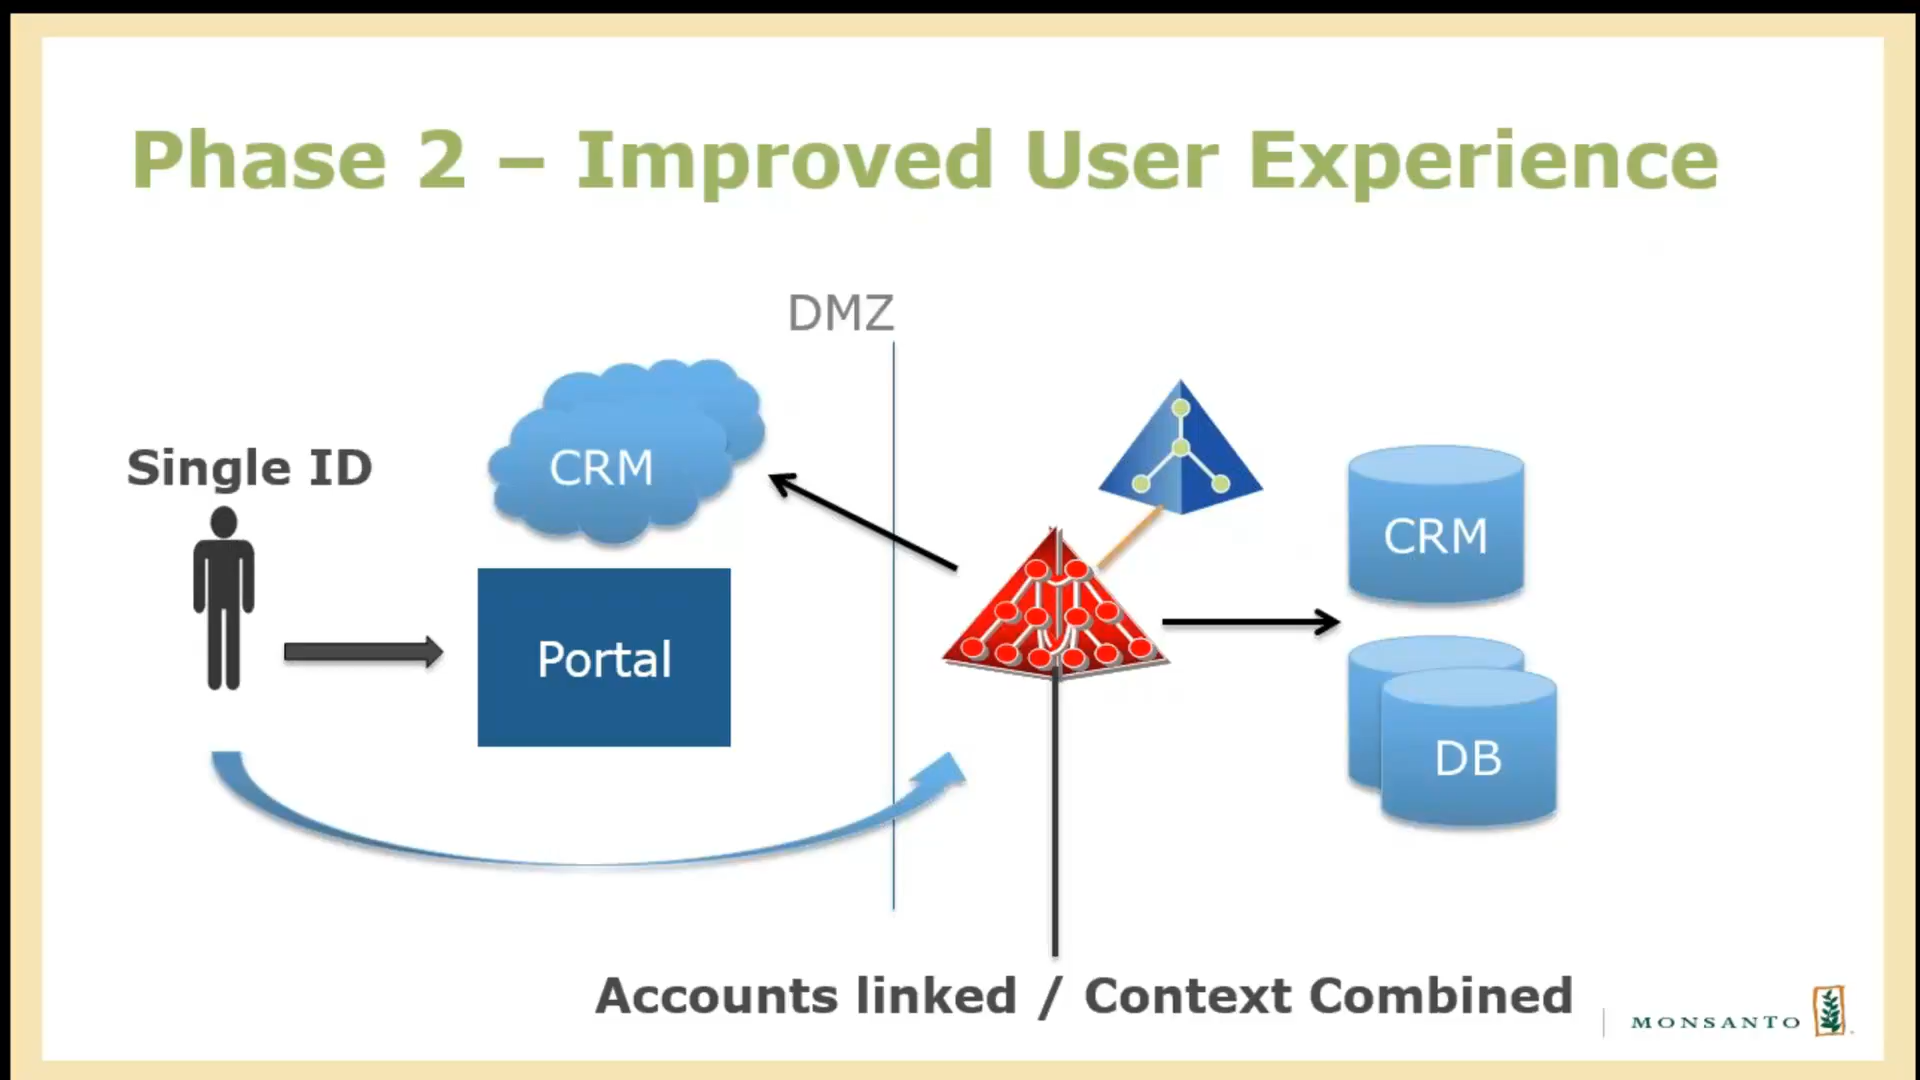 Phase 2 – Improved User Experience
DMZ
Single ID
CRM
CRM
Portal
DB
Accounts linked / Context Combined
MONSANTO